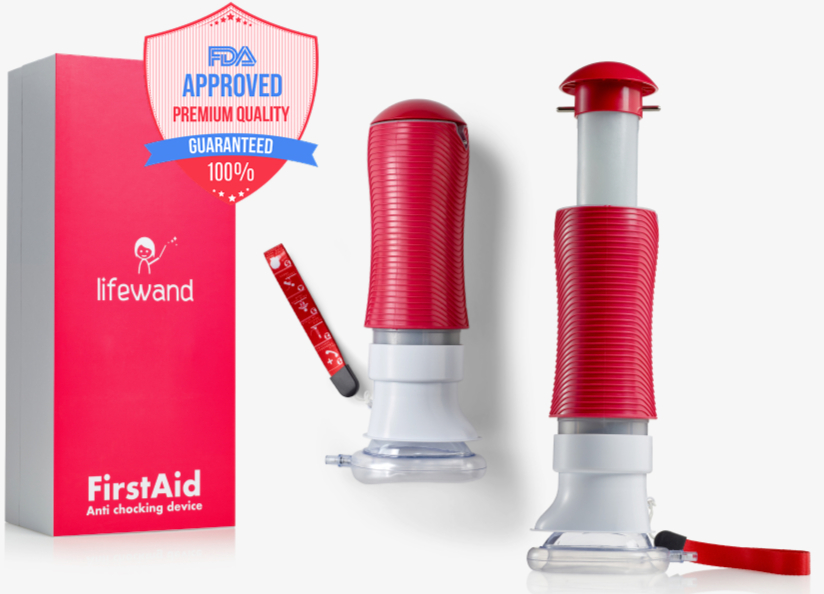 FDA
APPROVED
PREMIUM QUALITY
GUARANTEED
100%
lifewand
FirstAid
Anti chocking device